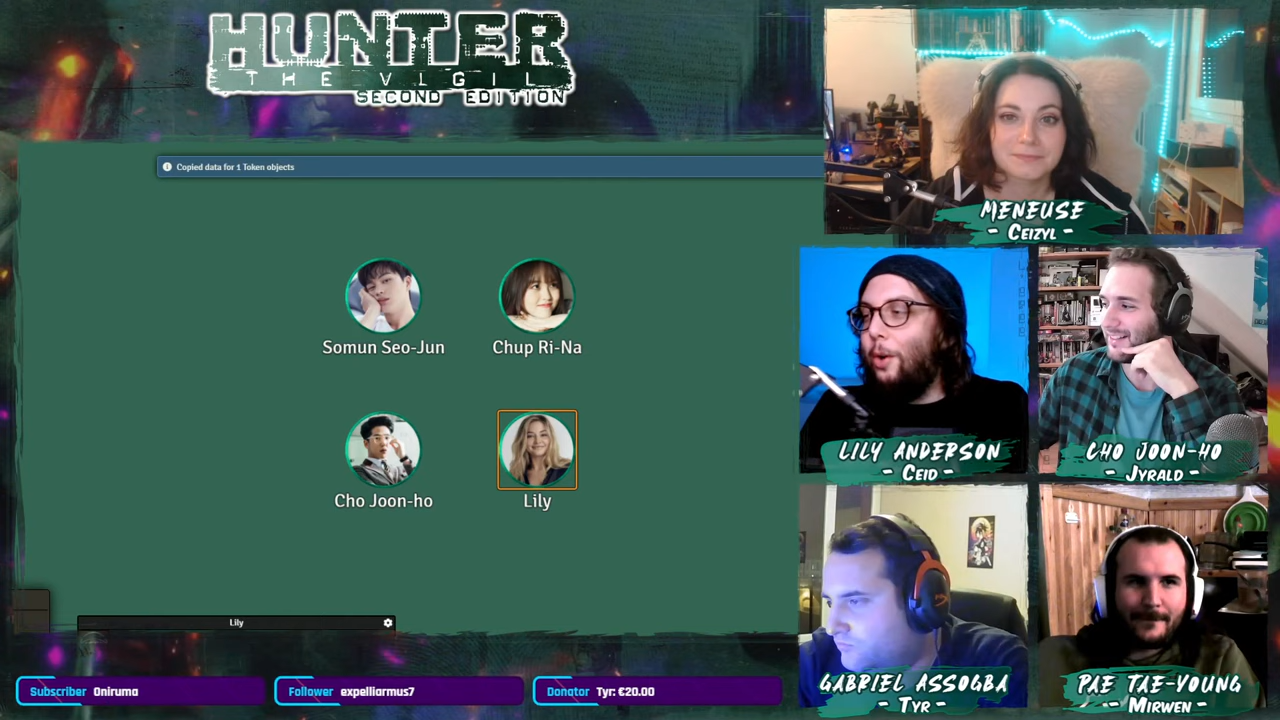 HUNTER
THE VIGIL
SECOND EDITION
Copied data for 1 Token objects
Somun Seo-Jun
Chup Ri-Na
Cho Joon-ho
Lily
Lily
MENEUSE
- CEIZYL -
LILY ANDERSON
- CEID -
CHO JOON-HO
- JYRALD -
GABRIEL ASSOGBA
- TYR -
PAE TAE-YOUNG
- MIRWEN -
Subscriber Oniruma
Follower expelliarmus7
Donator Tyr: €20.00